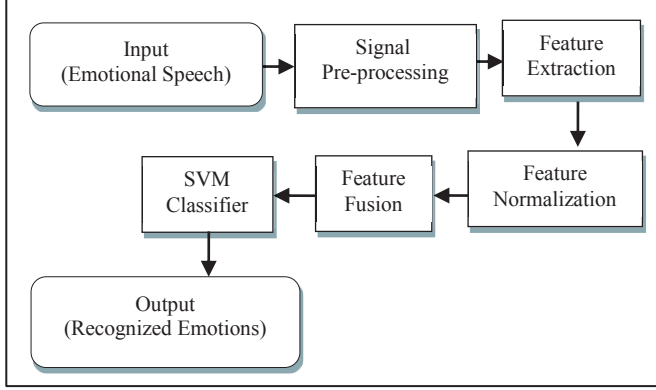 Input
(Emotional Speech)
Signal
Pre-processing
Feature
Extraction
Feature
Normalization
Feature
Fusion
SVM
Classifier
Output
(Recognized Emotions)